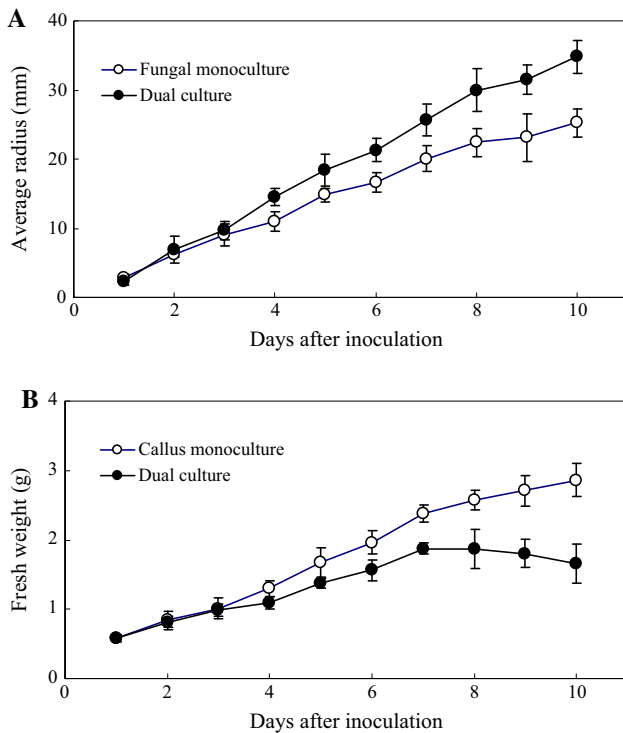 A
40
Fungal monoculture
Dual culture
30
20
10
0
Average radius (mm)
0 2 4 6 8 10
Days after inoculation
B
4
Callus monoculture
Dual culture
3
2
1
0
Fresh weight (g)
0 2 4 6 8 10
Days after inoculation